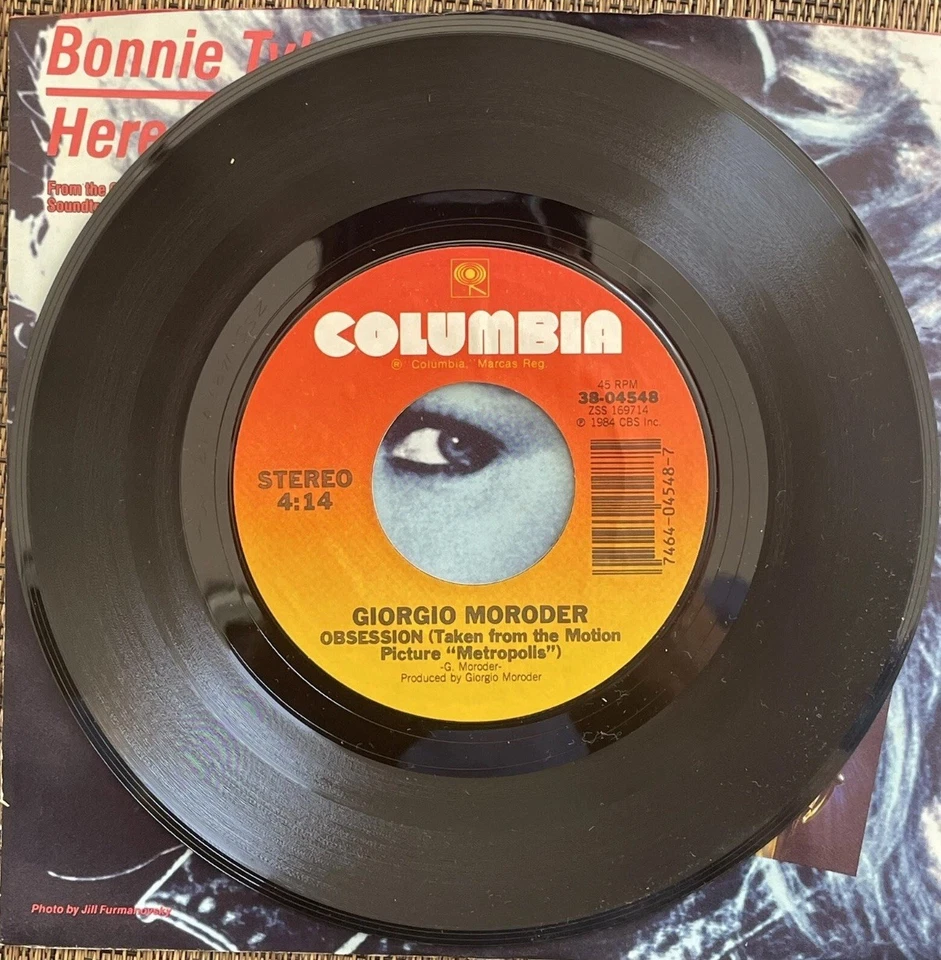 Bonnie
Here
From the
Soundtr
COLUMBIA
® "Columbia," Marcas Reg.
45 RPM
38-04548
ZSS 169714
℗ 1984 CBS Inc.
STEREO
4:14
7464-04548-7
GIORGIO MORODER
OBSESSION (Taken from the Motion
Picture "Metropolis")
-G. Moroder-
Produced by Giorgio Moroder
Photo by Jill Furmanovsky